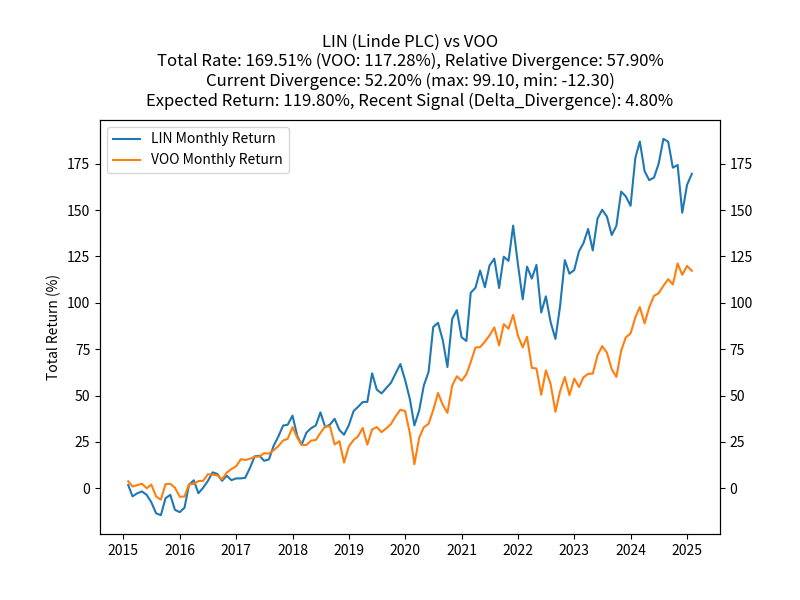 LIN (Linde PLC) vs VOO
Total Rate: 169.51% (VOO: 117.28%), Relative Divergence: 57.90%
Current Divergence: 52.20% (max: 99.10, min: -12.30)
Expected Return: 119.80%, Recent Signal (Delta_Divergence): 4.80%
LIN Monthly Return
VOO Monthly Return
175 175
150 150
125 125
100 100
75 75
50 50
25 25
0 0
Total Return (%)
2015 2016 2017 2018 2019 2020 2021 2022 2023 2024 2025